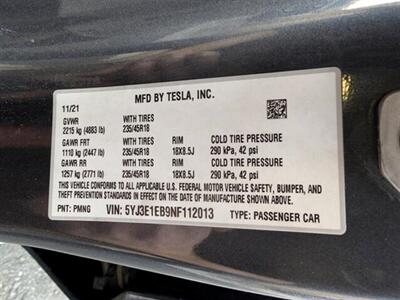 MFD BY TESLA, INC.
11/21
GVWR WITH TIRES
2215 kg (4883 lb) 235/45R18
GAWR FRT WITH TIRES RIM COLD TIRE PRESSURE
1110 kg (2447 lb) 235/45R18 18X8.5J 290 kPa, 42 psi
GAWR RR WITH TIRES RIM COLD TIRE PRESSURE
1257 kg (2771 lb) 235/45R18 18X8.5J 290 kPa, 42 psi
THIS VEHICLE CONFORMS TO ALL APPLICABLE U.S. FEDERAL MOTOR VEHICLE SAFETY, BUMPER, AND
THEFT PREVENTION STANDARDS IN EFFECT ON THE DATE OF MANUFACTURE SHOWN ABOVE.
PNT: PMNG VIN: 5YJ3E1EB9NF112013 TYPE: PASSENGER CAR